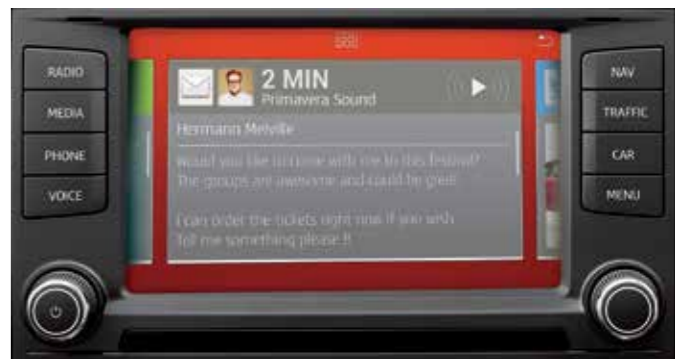 RADIO
MEDIA
PHONE
VOICE
2 MIN
Primavera Sound
Hermann Melville
Would you like to come with me to this festival?
The groups are awesome and could be great
I can order the tickets right now if you wish
Tell me something please !!
NAV
TRAFFIC
CAR
MENU